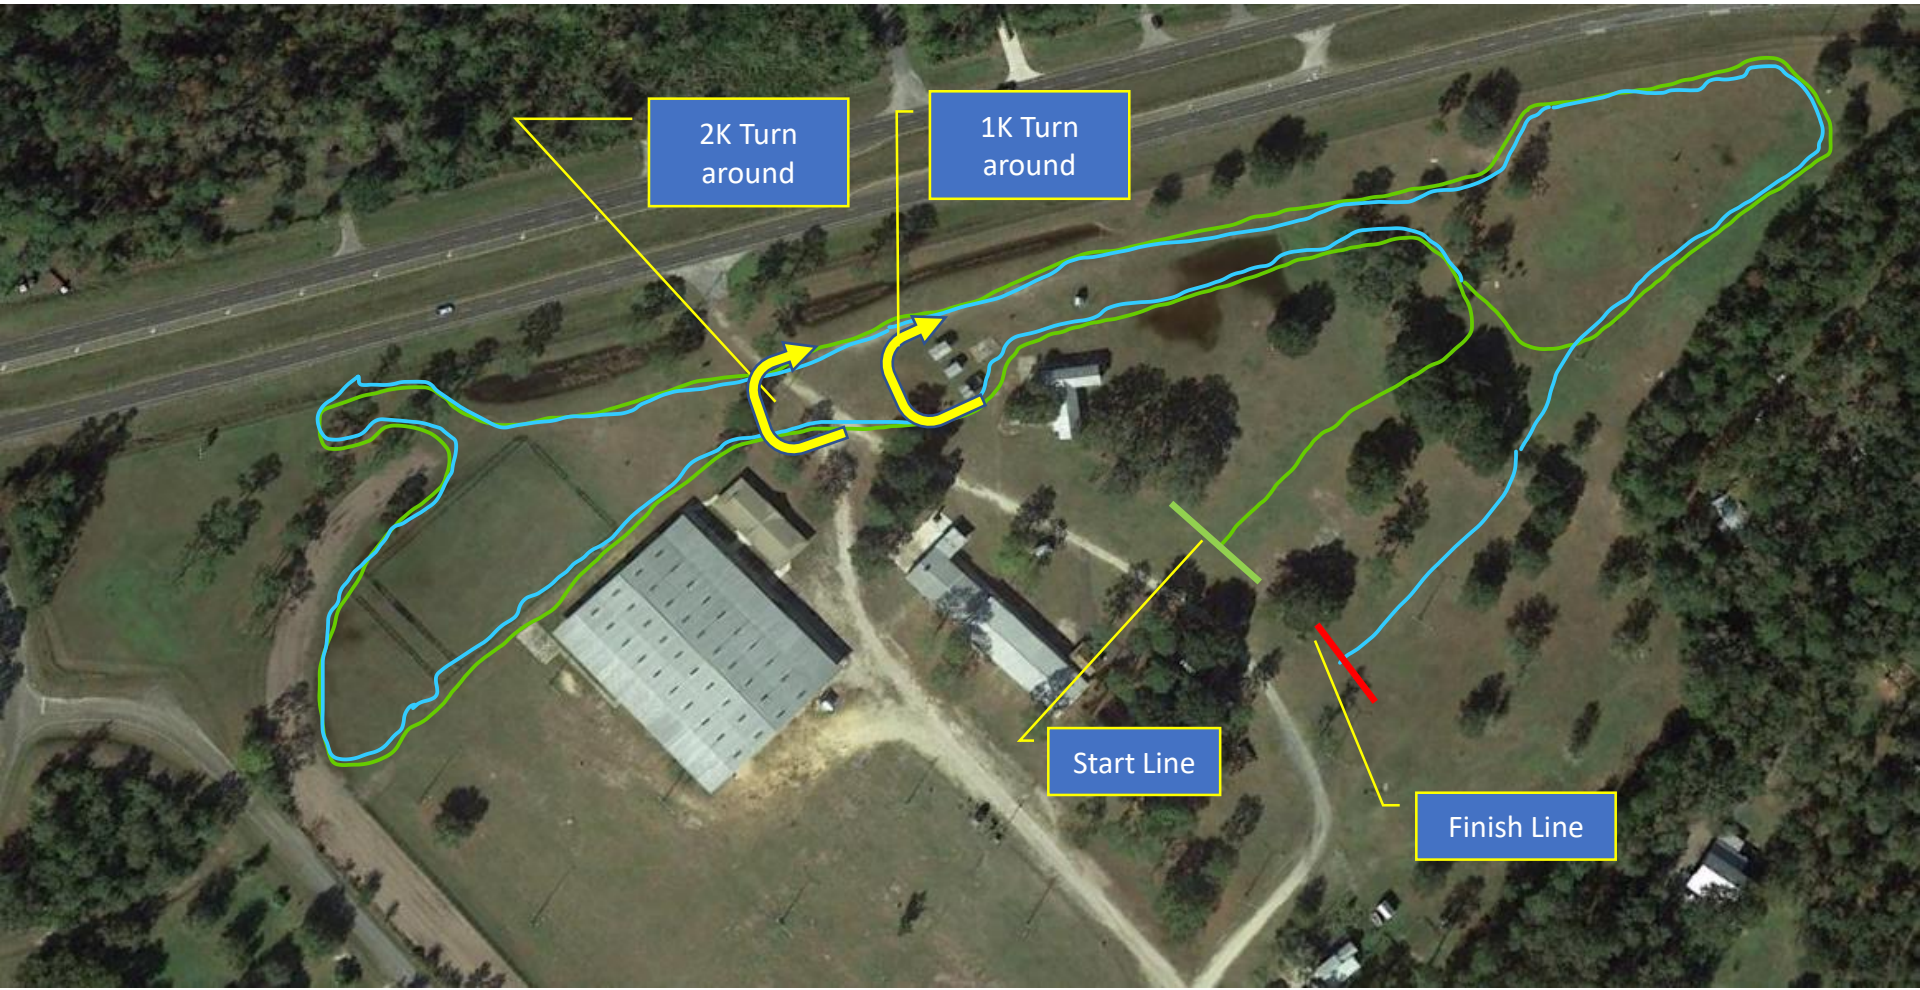 2K Turn
around
1K Turn
around
Start Line
Finish Line